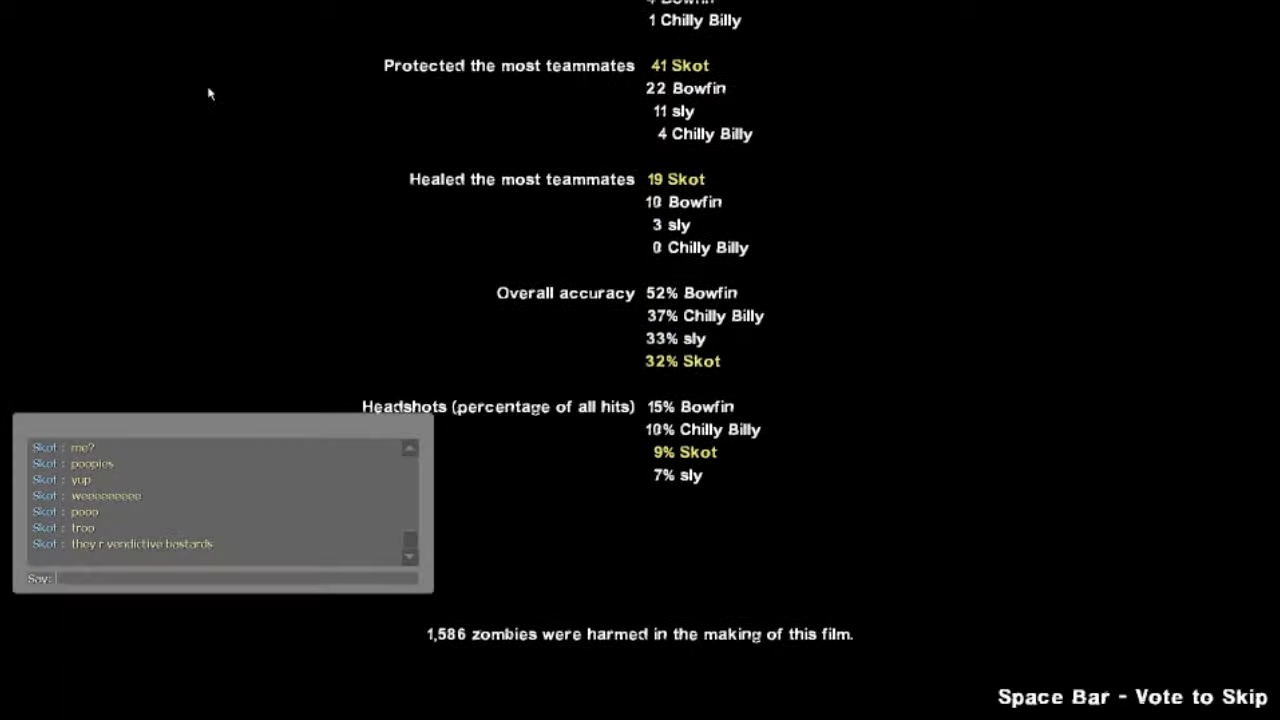 1 Chilly Billy
Protected the most teammates 41 Skot
22 Bowfin
11 sly
4 Chilly Billy
Healed the most teammates 19 Skot
10 Bowfin
3 sly
0 Chilly Billy
Overall accuracy 52% Bowfin
37% Chilly Billy
33% sly
32% Skot
Headshots (percentage of all hits) 15% Bowfin
10% Chilly Billy
9% Skot
7% sly
Skot : me?
Skot : poopies
Skot : yup
Skot : weeeeeeeee
Skot : pooo
Skot : troo
Skot : they r vendictive bastards
Say:
1,586 zombies were harmed in the making of this film.
Space Bar - Vote to Skip